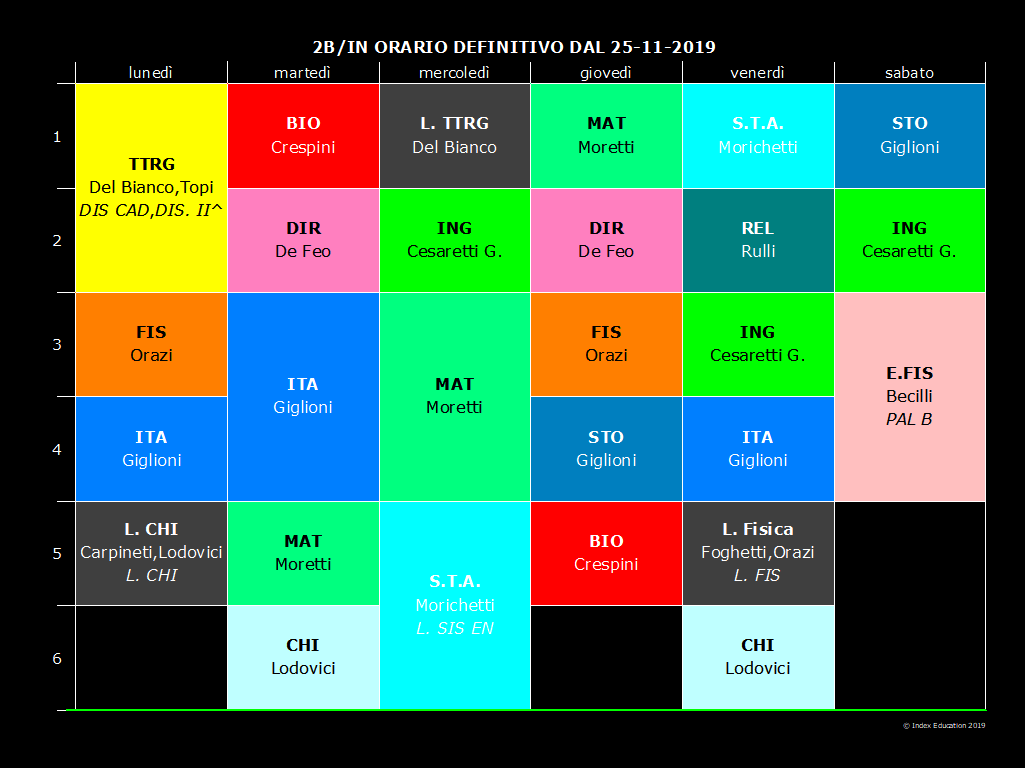 2B/IN ORARIO DEFINITIVO DAL 25-11-2019
lunedì martedì mercoledì giovedì venerdì sabato
1
TTRG
Del Bianco,Topi
DIS CAD,DIS. II^
BIO
Crespini
L. TTRG
Del Bianco
MAT
Moretti
S.T.A.
Morichetti
STO
Giglioni
2
DIR
De Feo
ING
Cesaretti G.
DIR
De Feo
REL
Rulli
ING
Cesaretti G.
3
FIS
Orazi
ITA
Giglioni
MAT
Moretti
FIS
Orazi
ING
Cesaretti G.
E.FIS
Becilli
PAL B
4
ITA
Giglioni
STO
Giglioni
ITA
Giglioni
5
L. CHI
Carpineti,Lodovici
L. CHI
MAT
Moretti
S.T.A.
Morichetti
L. SIS EN
BIO
Crespini
L. Fisica
Foghetti,Orazi
L. FIS
6
CHI
Lodovici
CHI
Lodovici
© Index Education 2019